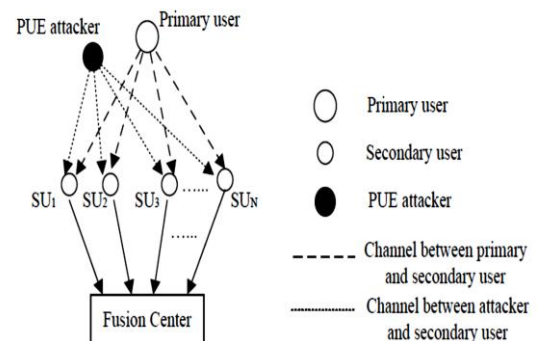 PUE attacker
Primary user
SU1 SU2 SU3 ...... SUN
......
Fusion Center
Primary user
Secondary user
PUE attacker
Channel between primary
and secondary user
Channel between attacker
and secondary user